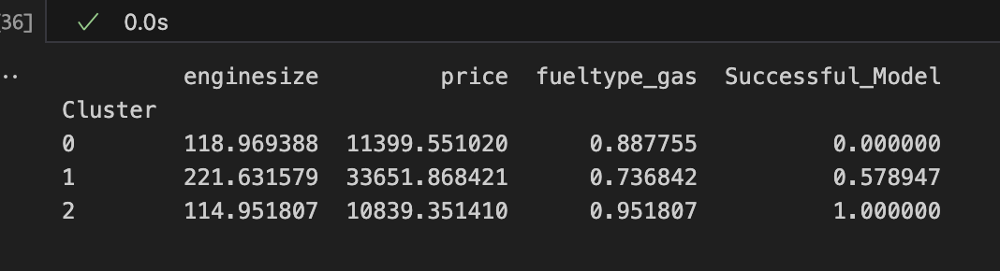 [36] ✓ 0.0s
..
enginesize price fueltype_gas Successful_Model
Cluster
0 118.969388 11399.551020 0.887755 0.000000
1 221.631579 33651.868421 0.736842 0.578947
2 114.951807 10839.351410 0.951807 1.000000